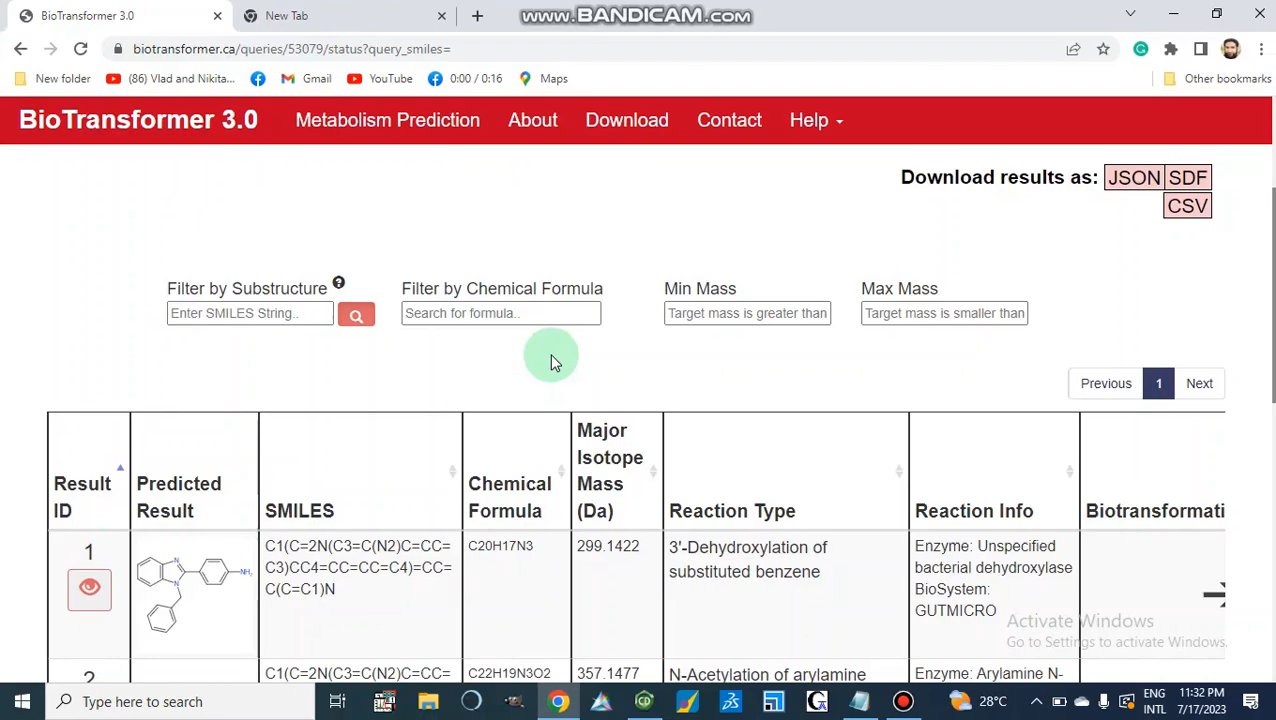 BioTransformer 3.0
New Tab
www.BANDICAM.com
biotransformer.ca/queries/53079/status?query_smiles=
New folder
(86) Vlad and Nikita...
Gmail
YouTube
0:00 / 0:16
Maps
Other bookmarks
BioTransformer 3.0
Metabolism Prediction
About
Download
Contact
Help
Download results as: JSON SDF
CSV
Filter by Substructure
Filter by Chemical Formula
Min Mass
Max Mass
Enter SMILES String..
Search for formula..
Target mass is greater than
Target mass is smaller than
Previous 1 Next
Result ID
Predicted Result
SMILES
Chemical Formula
Major Isotope Mass (Da)
Reaction Type
Reaction Info
Biotransformati
1
N
N
NH₂
C1(C=2N(C3=C(N2)C=CC=
C3)CC4=CC=CC=C4)=CC=
C(C=C1)N
C20H17N3
299.1422
3'-Dehydroxylation of
substituted benzene
Enzyme: Unspecified
bacterial dehydroxylase
BioSystem:
GUTMICRO
Activate Windows
Go to Settings to activate Windows.
2
C1(C=2N(C3=C(N2)C=CC=
C22H19N3O2
357.1477
N-Acetylation of arylamine
Enzyme: Arylamine N-
Type here to search
28°C
ENG
INTL
11:32 PM
7/17/2023